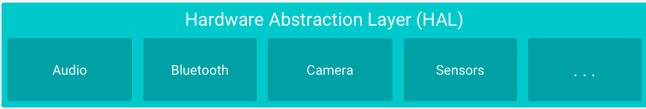 Hardware Abstraction Layer (HAL)
Audio
Bluetooth
Camera
Sensors
. . .